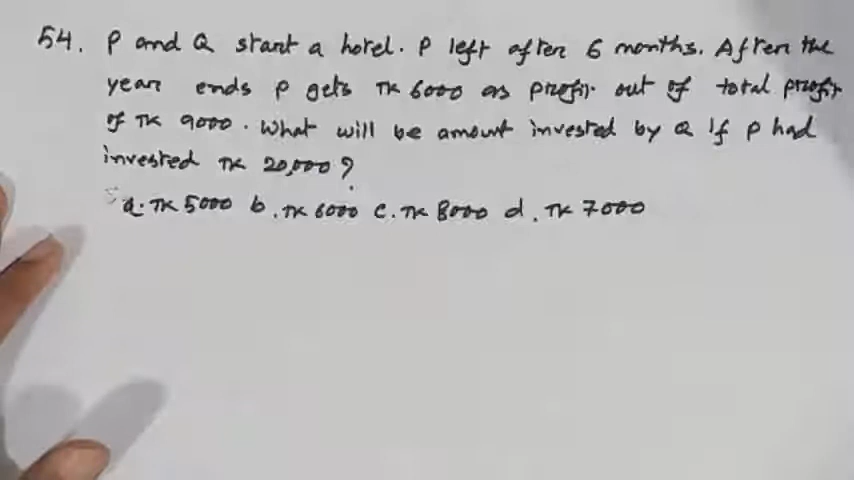 54. P and Q start a hotel. P left after 6 months. After the
year ends P gets TK 6000 as profit out of total profit
of TK 9000. What will be amount invested by Q if P had
invested TK 20,000?
a. TK 5000 b. TK 6000 c. TK 8000 d. TK 7000